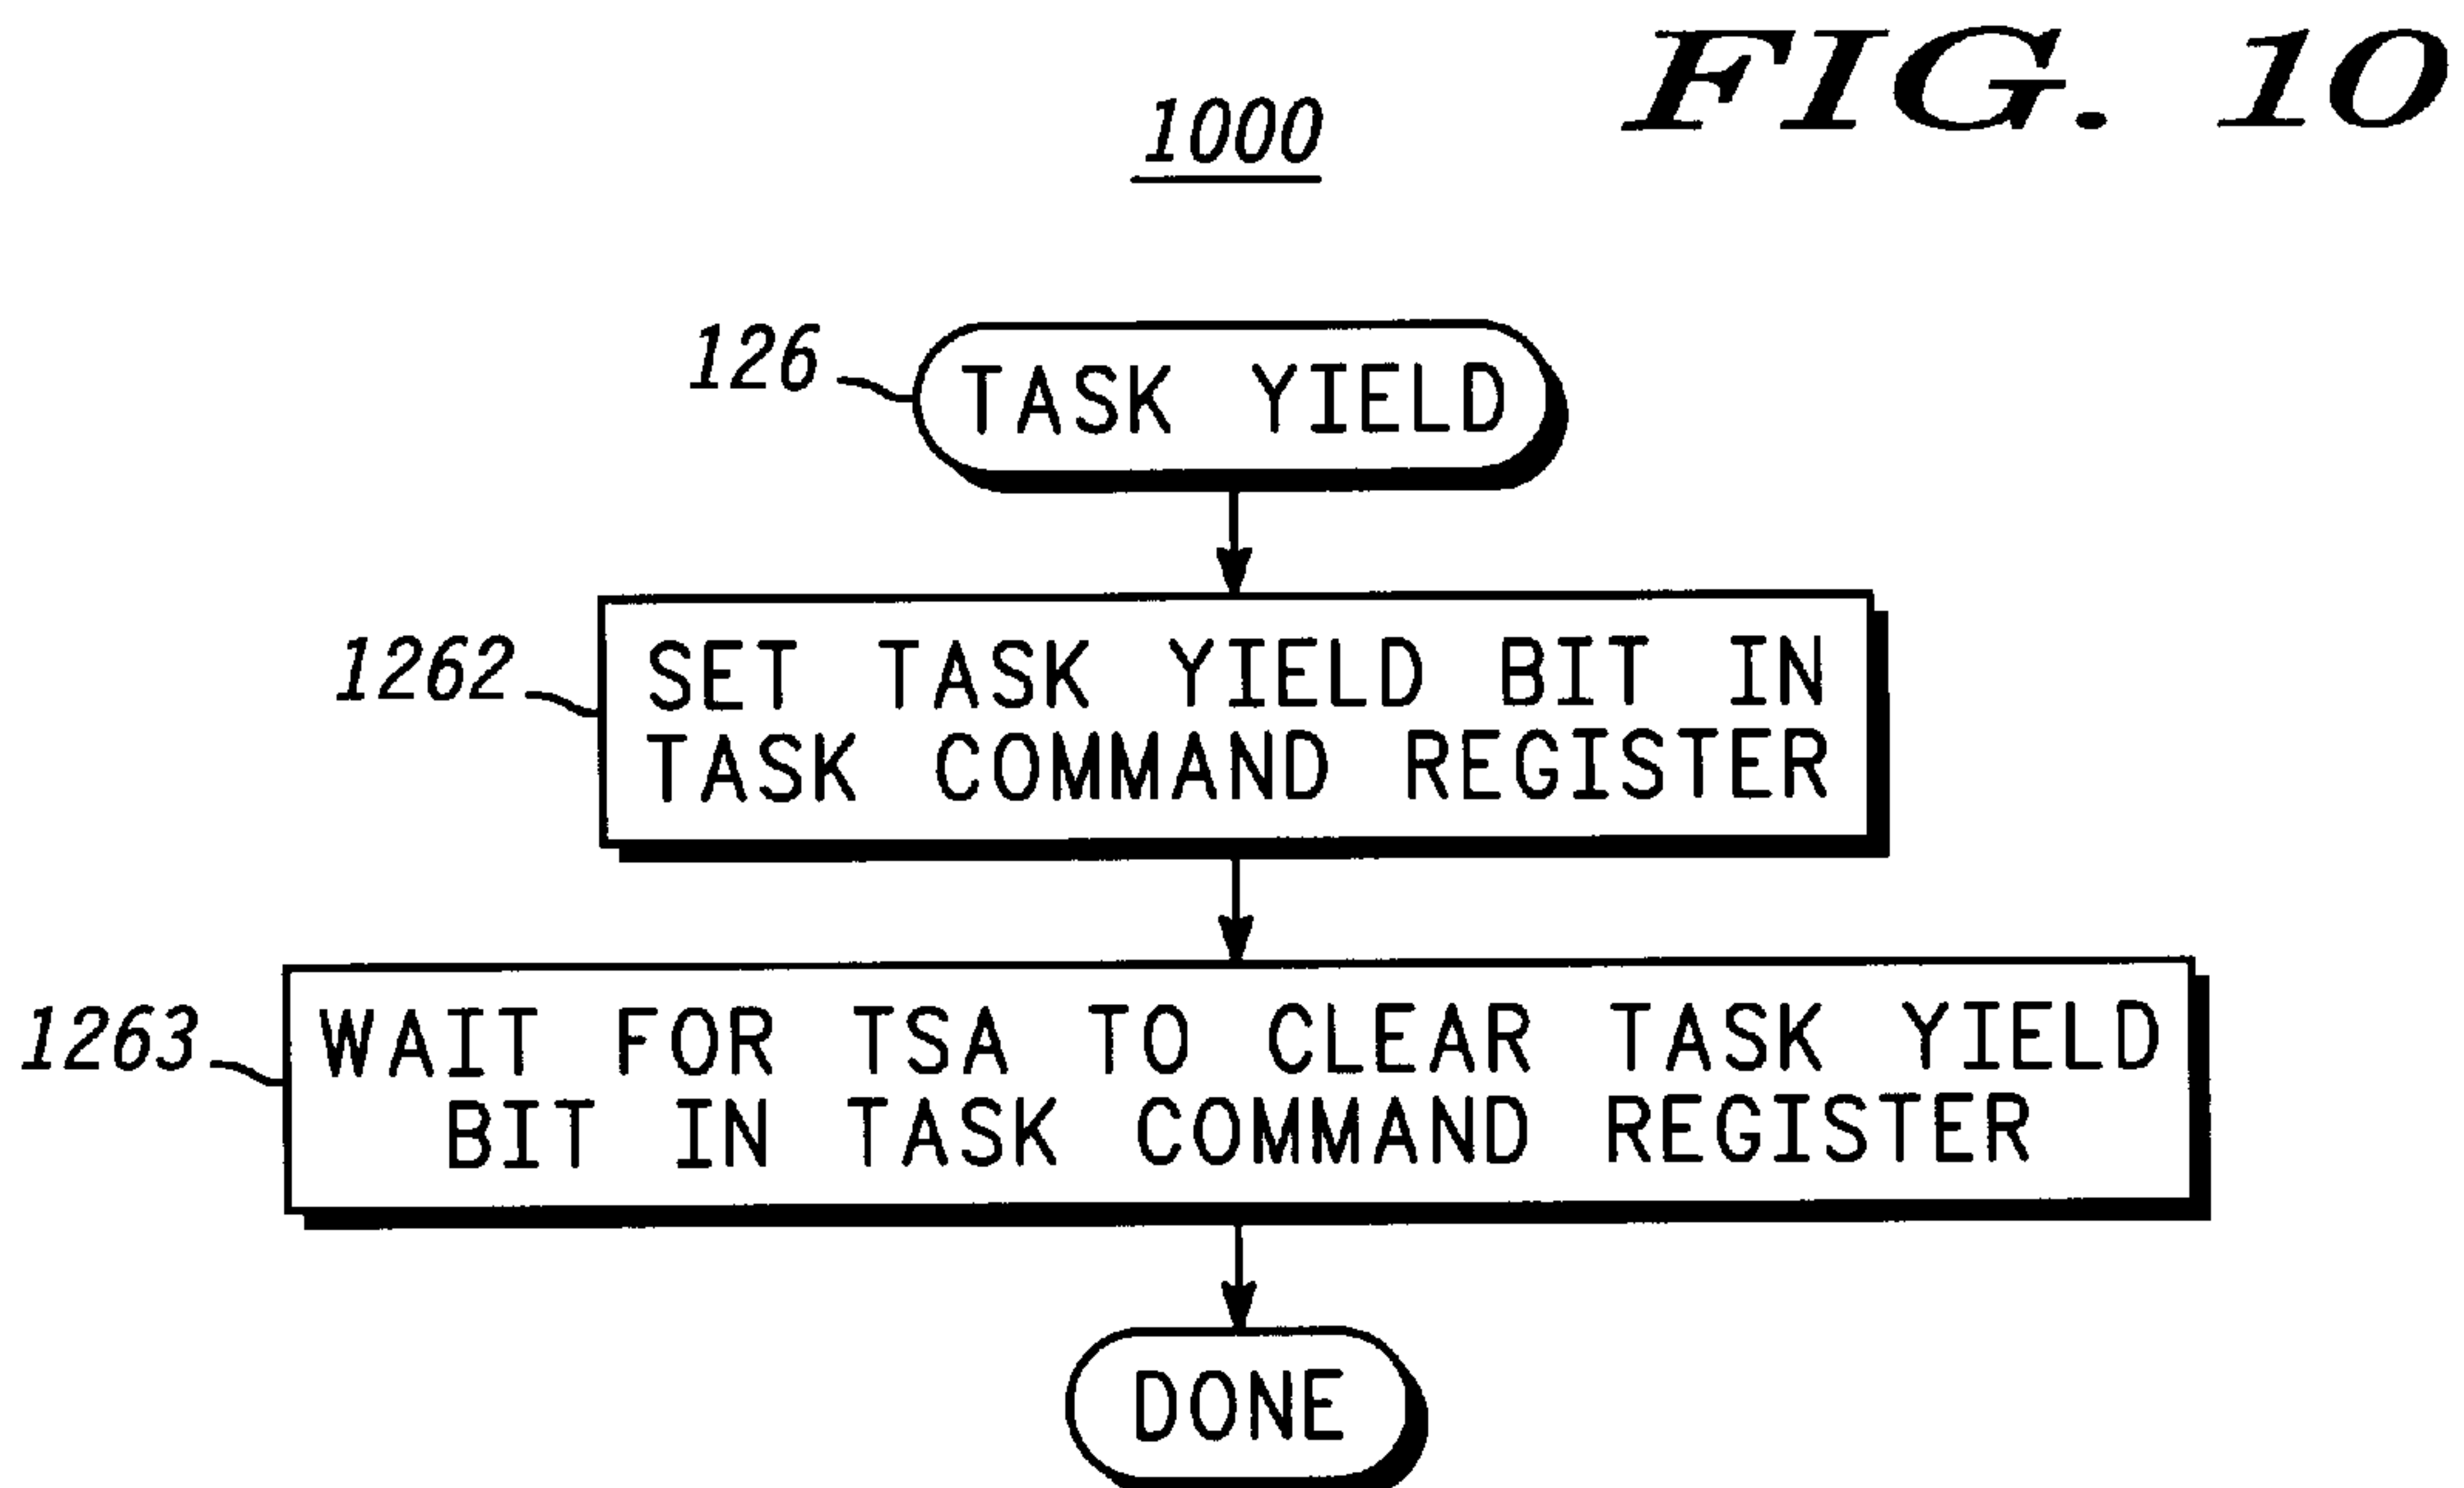 FIG. 10
1000
126
TASK YIELD
1262
SET TASK YIELD BIT IN
TASK COMMAND REGISTER
1263
WAIT FOR TSA TO CLEAR TASK YIELD
BIT IN TASK COMMAND REGISTER
DONE